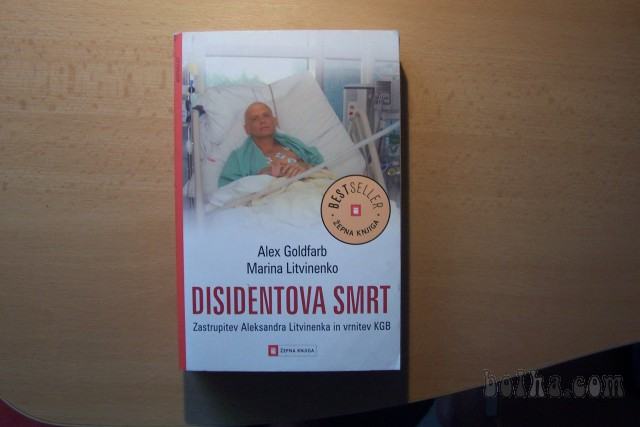 BESTSELLER
ŽEPNA KNJIGA
Alex Goldfarb
Marina Litvinenko
DISIDENTOVA SMRT
Zastrupitev Aleksandra Litvinenka in vrnitev KGB
ŽEPNA KNJIGA
bolha.com